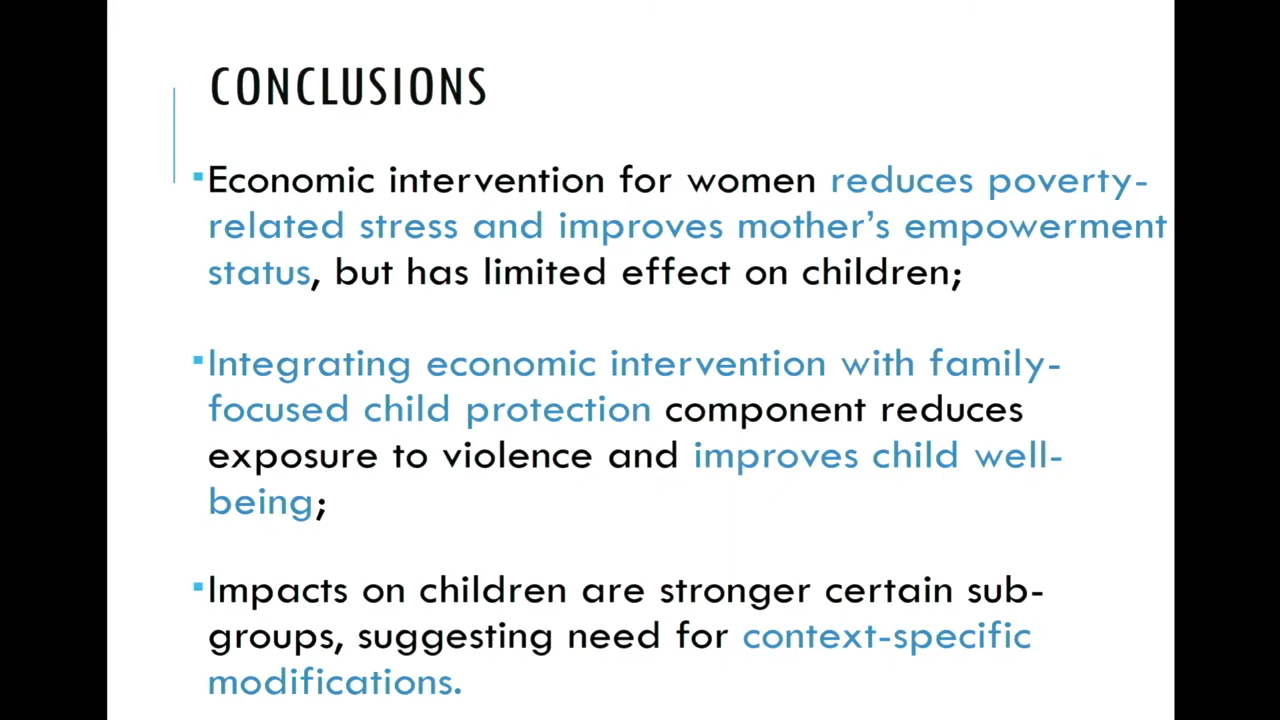 CONCLUSIONS
▪Economic intervention for women reduces poverty-
related stress and improves mother’s empowerment
status, but has limited effect on children;
▪Integrating economic intervention with family-
focused child protection component reduces
exposure to violence and improves child well-
being;
▪Impacts on children are stronger certain sub-
groups, suggesting need for context-specific
modifications.